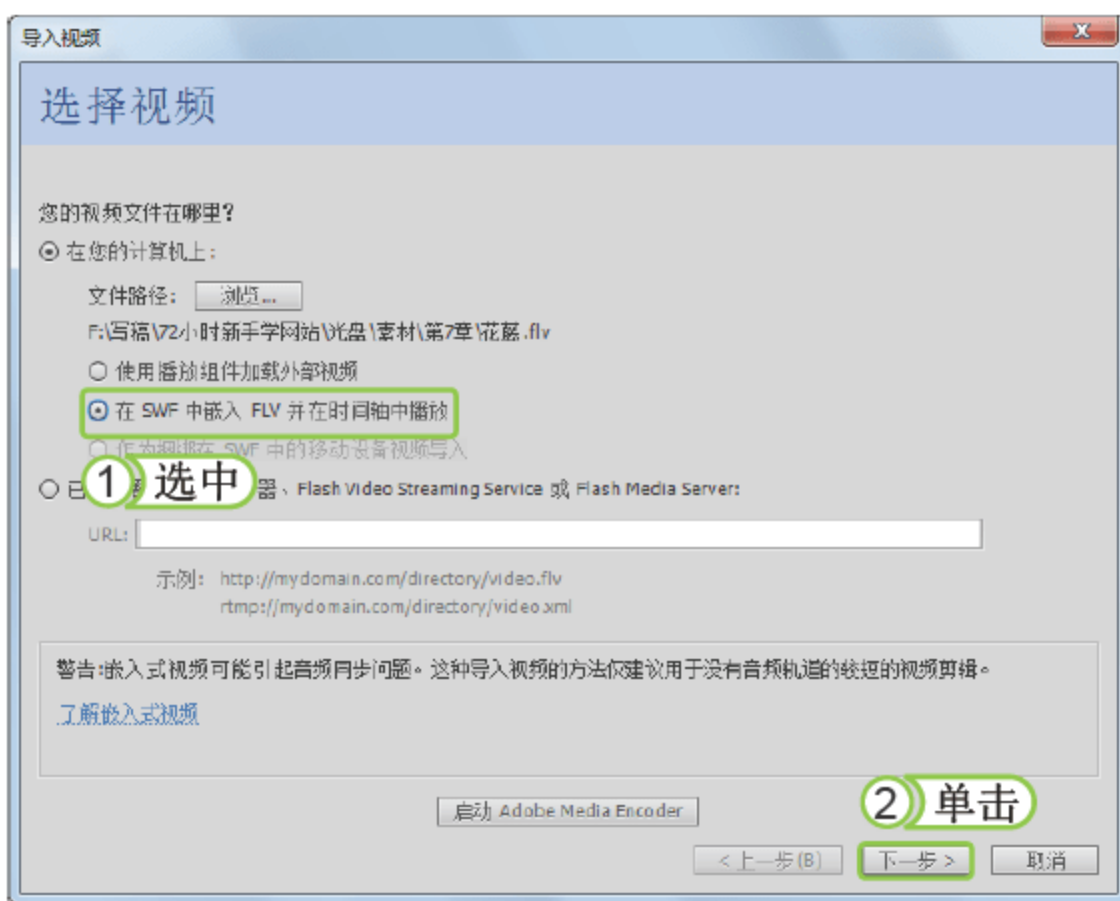 导入视频
选择视频
您的视频文件在哪里?
在您的计算机上:
文件路径: 浏览...
F:\写稿\72小时新手学网站\光盘\素材\第7章\花藤.flv
使用播放组件加载外部视频
在 SWF 中嵌入 FLV 并在时间轴中播放
作为捆绑在 SWF 中的移动设备视频导入
1 选中
已 器、Flash Video Streaming Service 或 Flash Media Server:
URL:
示例: http://mydomain.com/directory/video.flv
rtmp://mydomain.com/directory/video.xml
警告:嵌入式视频可能引起音频同步问题。这种导入视频的方法仅建议用于没有音频轨道的较短的视频剪辑。
了解嵌入式视频
启动 Adobe Media Encoder
2 单击
< 上一步(B) 下一步 > 取消